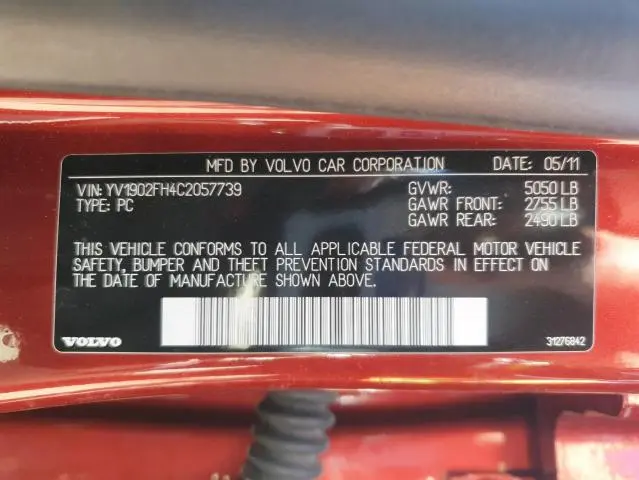 MFD BY VOLVO CAR CORPORATION DATE: 05/11
VIN: YV1902FH4C2057739 GVWR: 5050 LB
TYPE: PC GAWR FRONT: 2755 LB
GAWR REAR: 2490 LB
THIS VEHICLE CONFORMS TO ALL APPLICABLE FEDERAL MOTOR VEHICLE
SAFETY, BUMPER AND THEFT PREVENTION STANDARDS IN EFFECT ON
THE DATE OF MANUFACTURE SHOWN ABOVE.
VOLVO 31276842